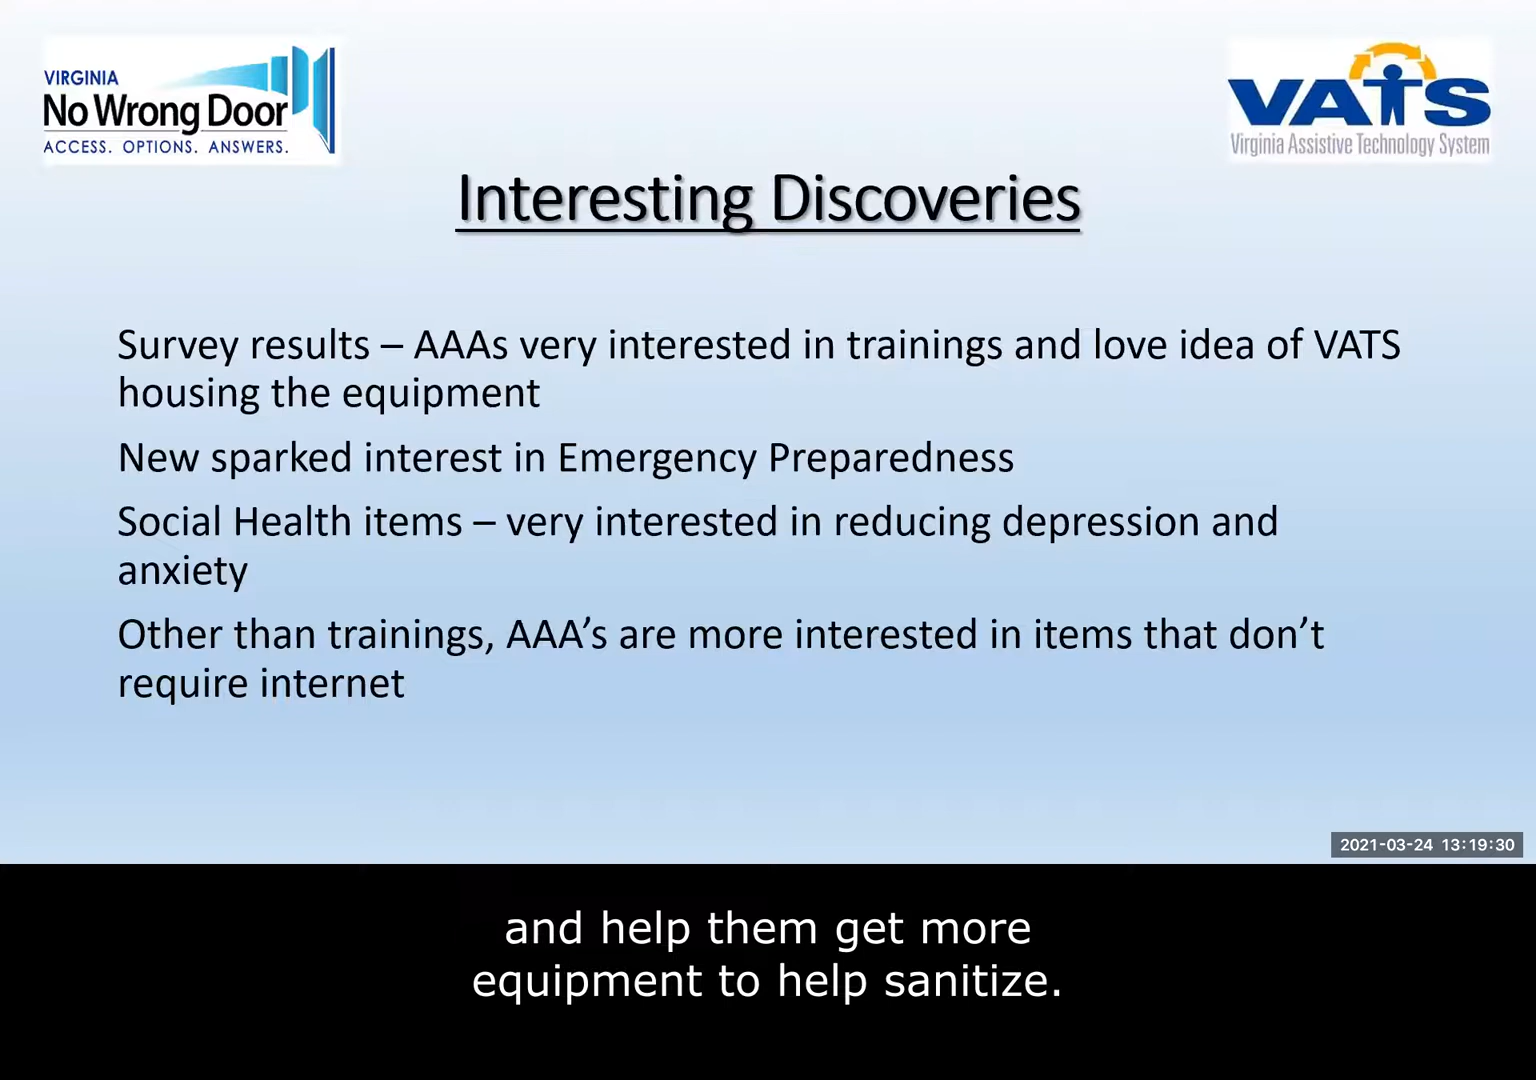 VIRGINIA
No Wrong Door
ACCESS. OPTIONS. ANSWERS.
VATS
Virginia Assistive Technology System
Interesting Discoveries
Survey results – AAAs very interested in trainings and love idea of VATS
housing the equipment
New sparked interest in Emergency Preparedness
Social Health items – very interested in reducing depression and
anxiety
Other than trainings, AAA’s are more interested in items that don’t
require internet
2021-03-24 13:19:30
and help them get more
equipment to help sanitize.